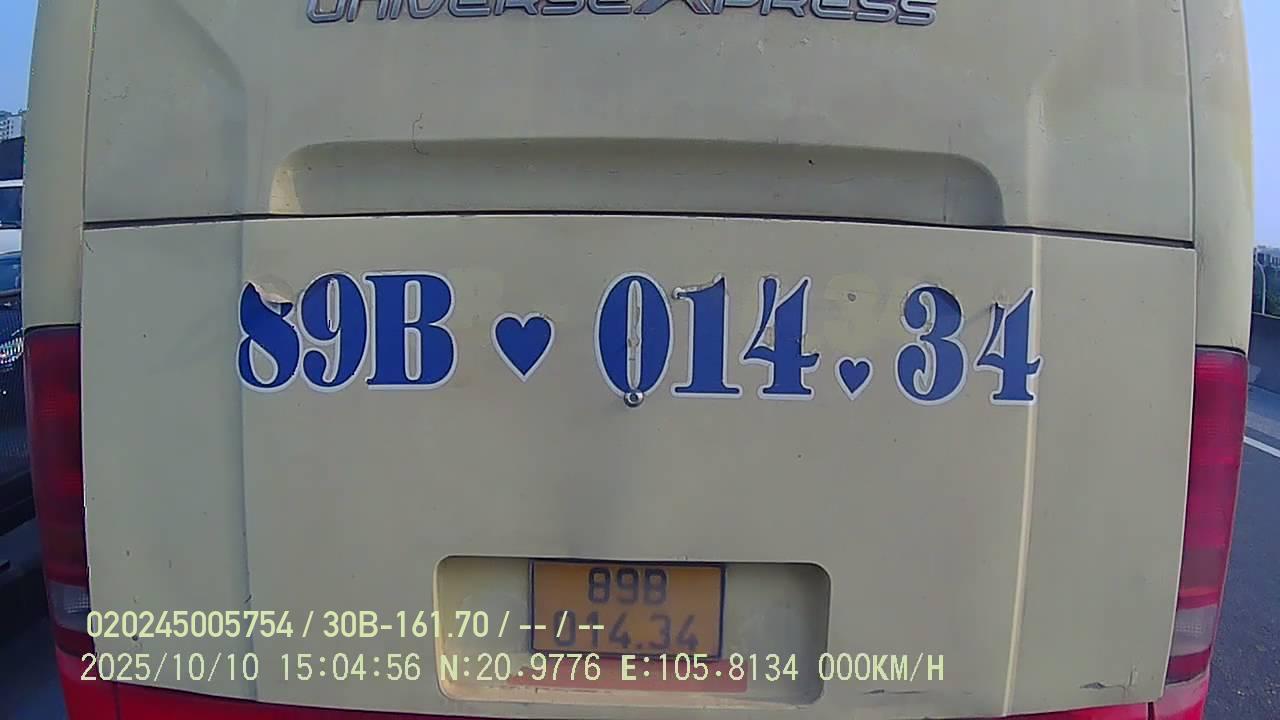 UNIVERSEXPRESS
89B ♥ 014 ♥ 34
89B
014.34
020245005754 / 30B-161.70 / -- / --
2025/10/10 15:04:56 N:20.9776 E:105.8134 000KM/H